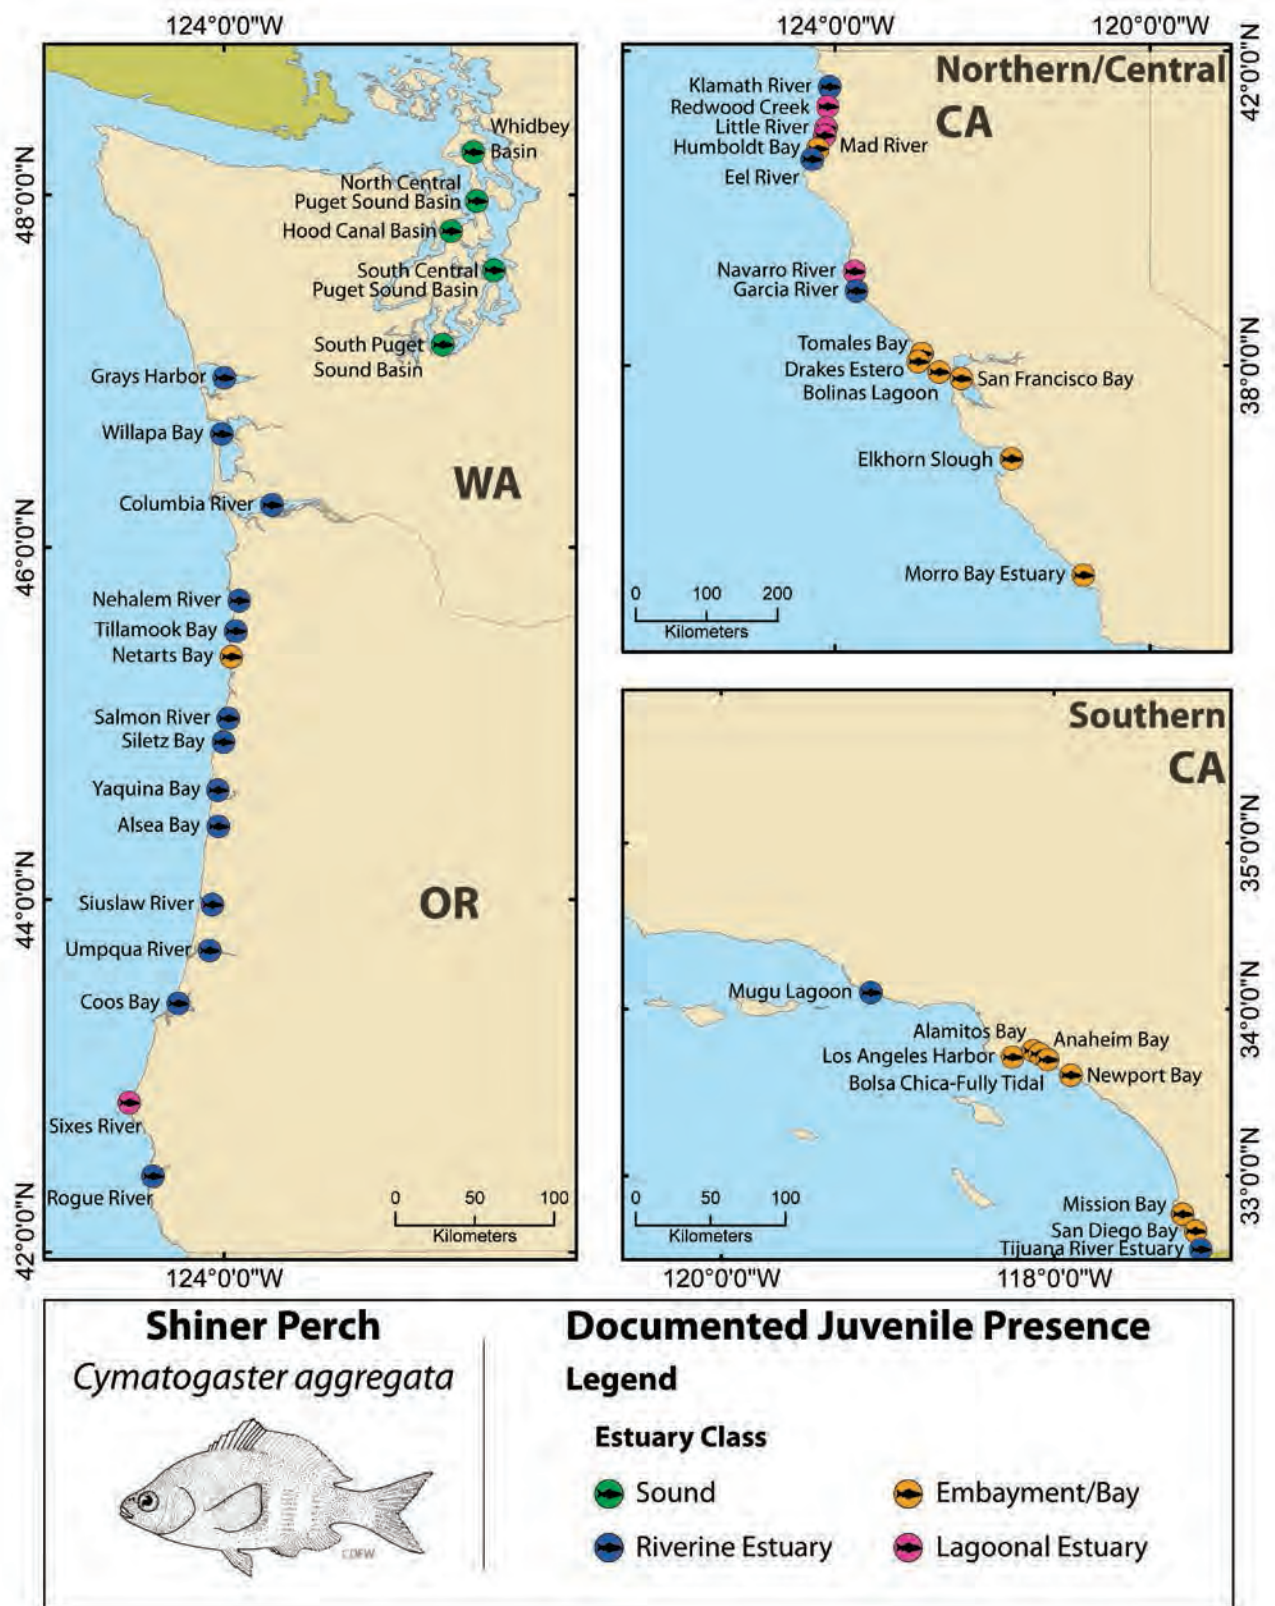 124°0'0"W
48°0'0"N
46°0'0"N
44°0'0"N
42°0'0"N
Whidbey
Basin
North Central
Puget Sound Basin
Hood Canal Basin
South Central
Puget Sound Basin
South Puget
Sound Basin
Grays Harbor
Willapa Bay
WA
Columbia River
Nehalem River
Tillamook Bay
Netarts Bay
Salmon River
Siletz Bay
Yaquina Bay
Alsea Bay
OR
Siuslaw River
Umpqua River
Coos Bay
Sixes River
Rogue River
0 50 100
Kilometers
124°0'0"W
124°0'0"W 120°0'0"W
42°0'0"N
38°0'0"N
Northern/Central
CA
Klamath River
Redwood Creek
Little River
Humboldt Bay
Mad River
Eel River
Navarro River
Garcia River
Tomales Bay
Drakes Estero
Bolinas Lagoon
San Francisco Bay
Elkhorn Slough
Morro Bay Estuary
0 100 200
Kilometers
Southern
CA
35°0'0"N
34°0'0"N
33°0'0"N
Mugu Lagoon
Alamitos Bay
Anaheim Bay
Los Angeles Harbor
Bolsa Chica-Fully Tidal
Newport Bay
Mission Bay
San Diego Bay
Tijuana River Estuary
0 50 100
Kilometers
120°0'0"W 118°0'0"W
Shiner Perch
Cymatogaster aggregata
CDFW
Documented Juvenile Presence
Legend
Estuary Class
Sound
Embayment/Bay
Riverine Estuary
Lagoonal Estuary